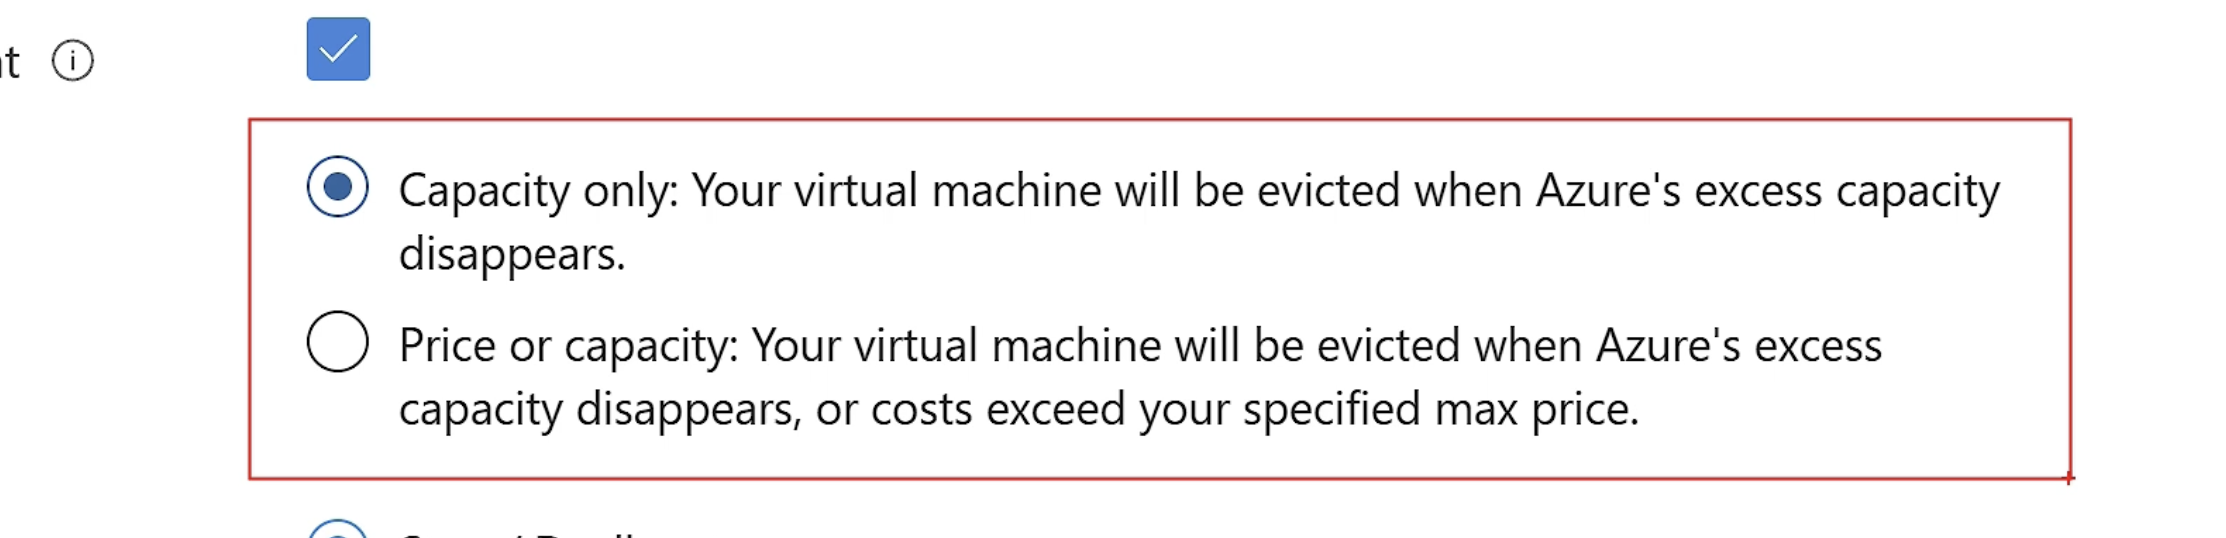 Capacity only: Your virtual machine will be evicted when Azure's excess capacity
disappears.
Price or capacity: Your virtual machine will be evicted when Azure's excess
capacity disappears, or costs exceed your specified max price.